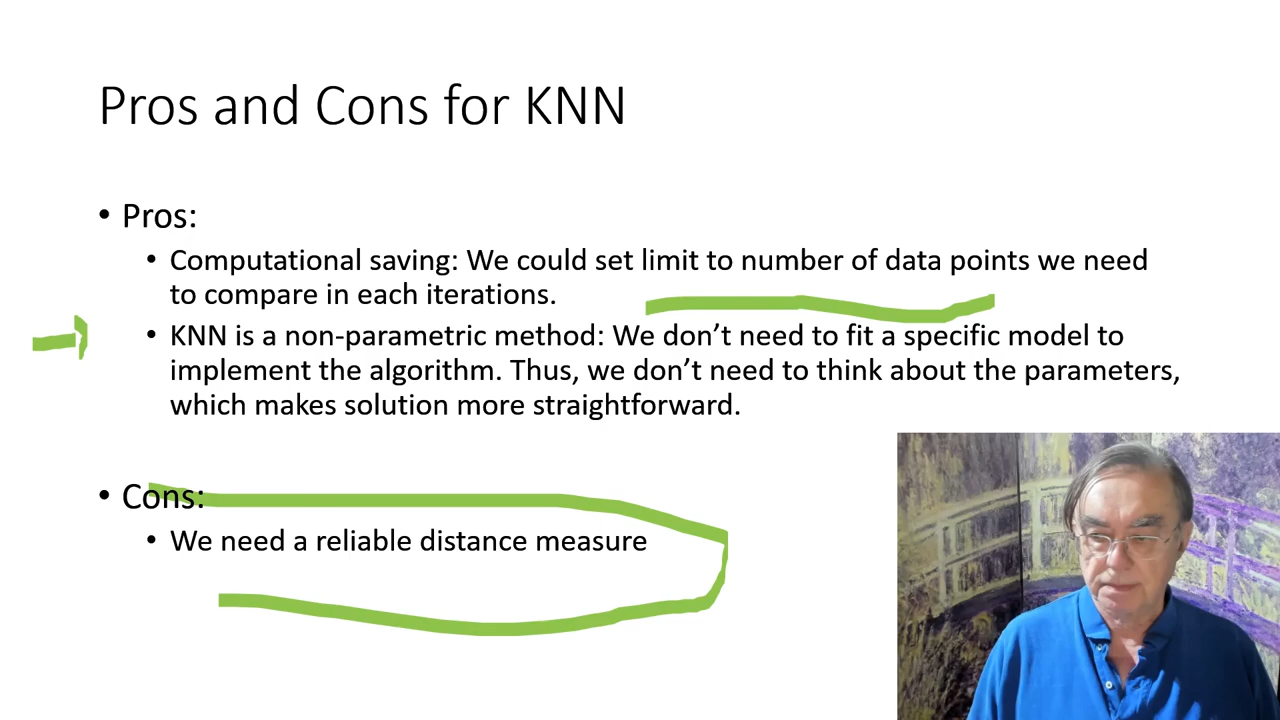 Pros and Cons for KNN
• Pros:
• Computational saving: We could set limit to number of data points we need
to compare in each iterations.
• KNN is a non-parametric method: We don’t need to fit a specific model to
implement the algorithm. Thus, we don’t need to think about the parameters,
which makes solution more straightforward.
• Cons:
• We need a reliable distance measure